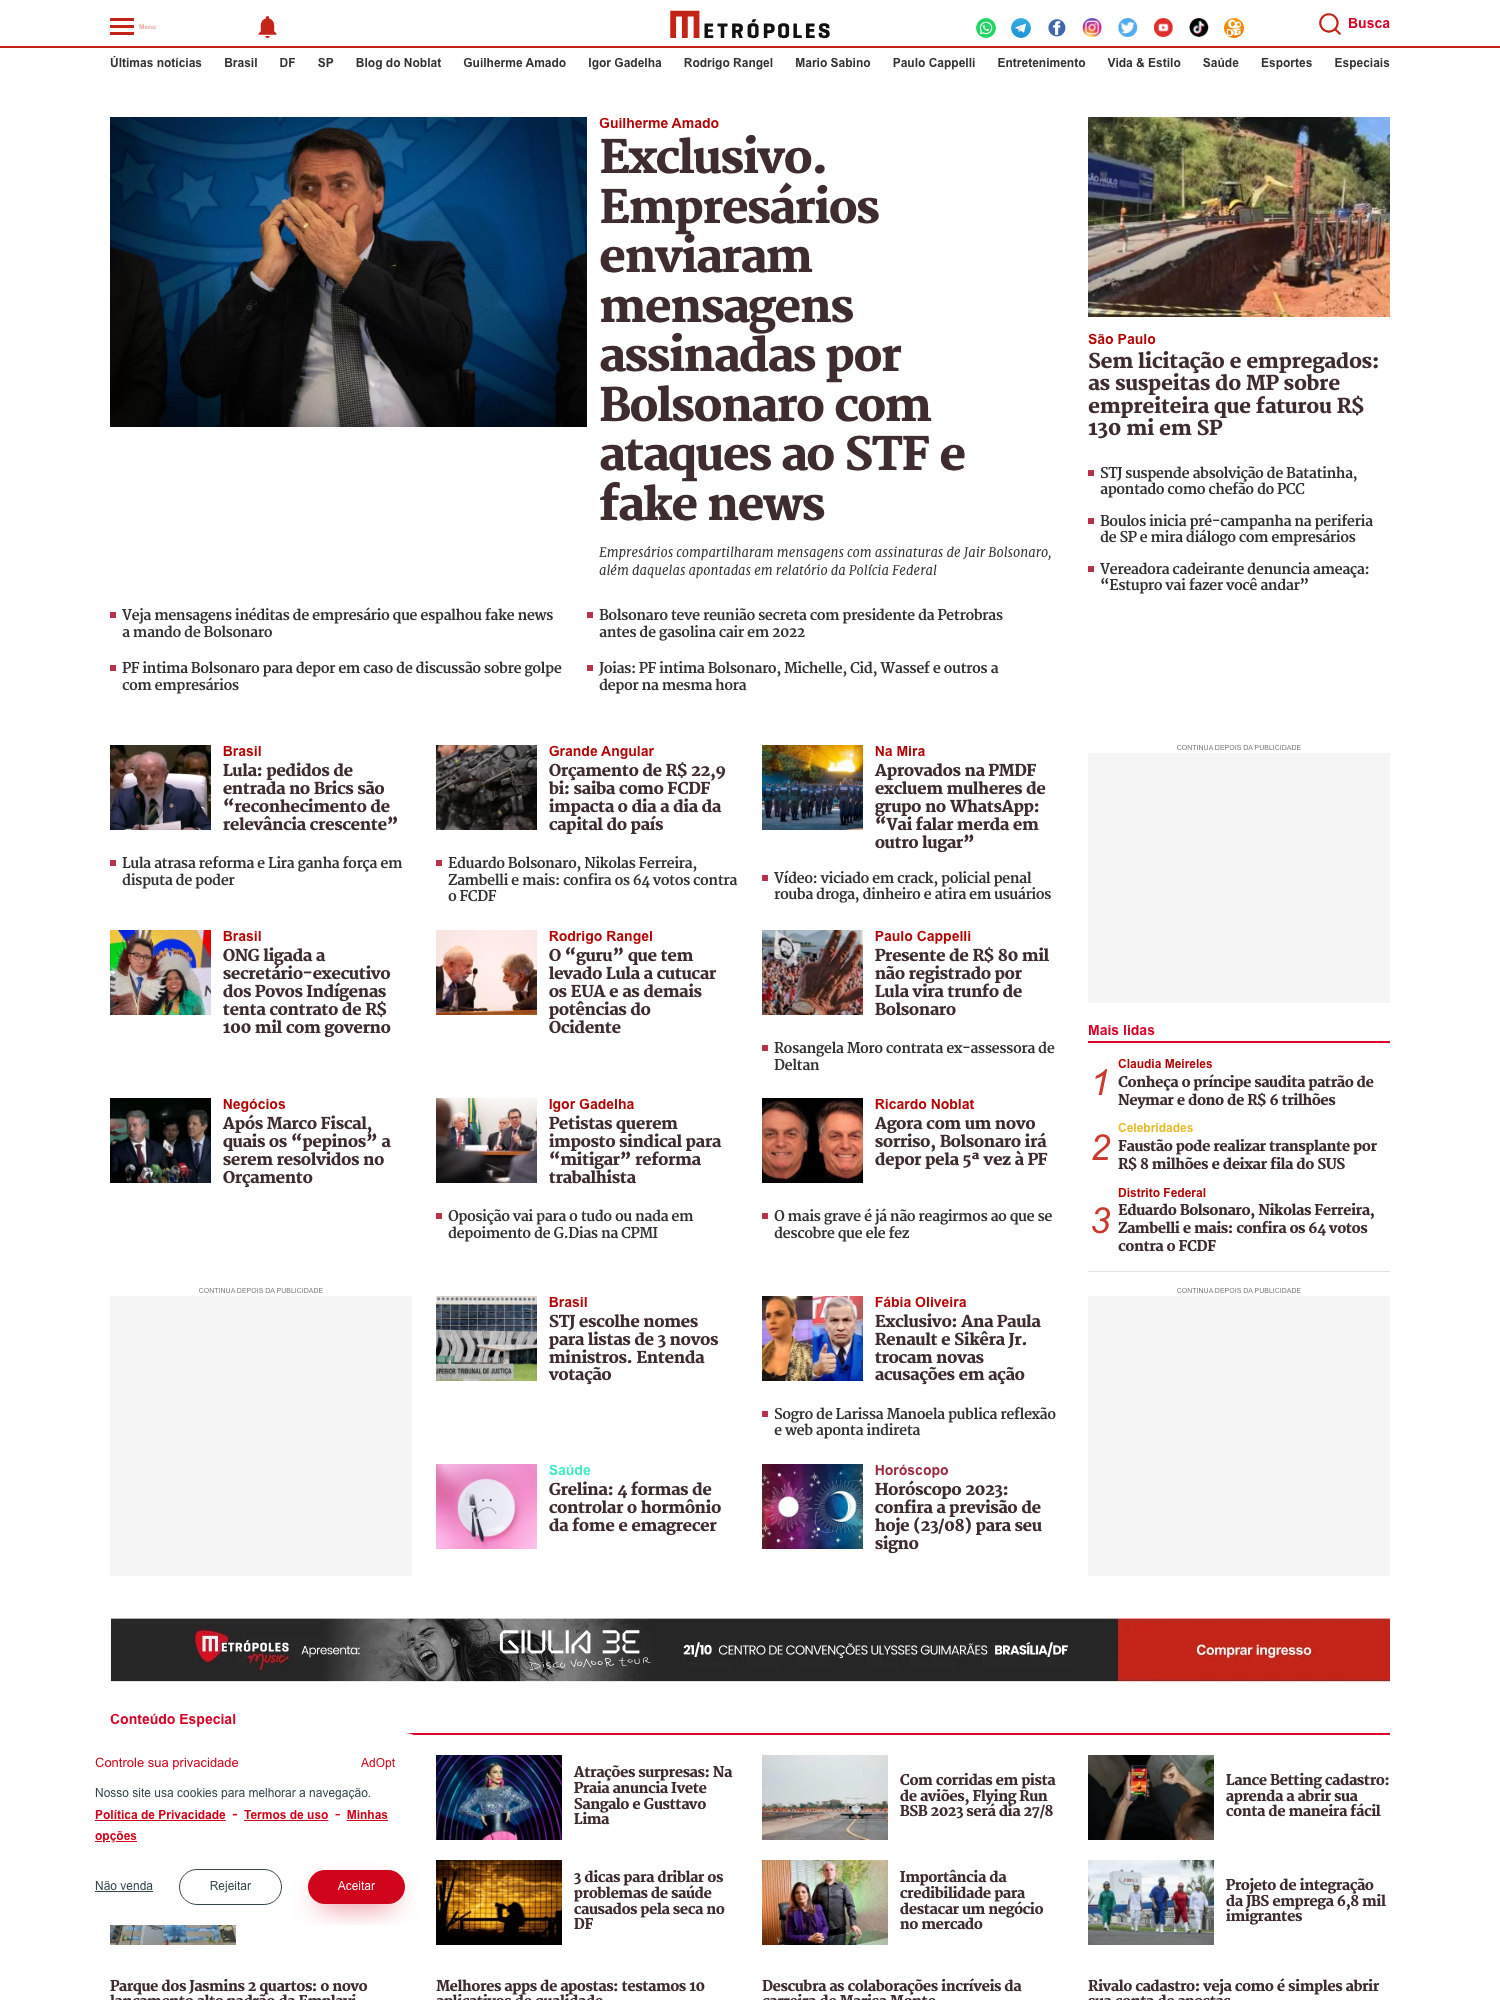 Menu
METRÓPOLES
Busca
Últimas notícias Brasil DF SP Blog do Noblat Guilherme Amado Igor Gadelha Rodrigo Rangel Mario Sabino Paulo Cappelli Entretenimento Vida & Estilo Saúde Esportes Especiais
Guilherme Amado
Exclusivo.
Empresários
enviaram
mensagens
assinadas por
Bolsonaro com
ataques ao STF e
fake news
Empresários compartilharam mensagens com assinaturas de Jair Bolsonaro,
além daquelas apontadas em relatório da Polícia Federal
Veja mensagens inéditas de empresário que espalhou fake news
a mando de Bolsonaro
Bolsonaro teve reunião secreta com presidente da Petrobras
antes de gasolina cair em 2022
PF intima Bolsonaro para depor em caso de discussão sobre golpe
com empresários
Joias: PF intima Bolsonaro, Michelle, Cid, Wassef e outros a
depor na mesma hora
São Paulo
Sem licitação e empregados:
as suspeitas do MP sobre
empreiteira que faturou R$
130 mi em SP
STJ suspende absolvição de Batatinha,
apontado como chefão do PCC
Boulos inicia pré-campanha na periferia
de SP e mira diálogo com empresários
Vereadora cadeirante denuncia ameaça:
“Estupro vai fazer você andar”
Brasil
Lula: pedidos de
entrada no Brics são
“reconhecimento de
relevância crescente”
Lula atrasa reforma e Lira ganha força em
disputa de poder
Grande Angular
Orçamento de R$ 22,9
bi: saiba como FCDF
impacta o dia a dia da
capital do país
Eduardo Bolsonaro, Nikolas Ferreira,
Zambelli e mais: confira os 64 votos contra
o FCDF
Na Mira
Aprovados na PMDF
excluem mulheres de
grupo no WhatsApp:
“Vai falar merda em
outro lugar”
Vídeo: viciado em crack, policial penal
rouba droga, dinheiro e atira em usuários
CONTINUA DEPOIS DA PUBLICIDADE
Brasil
ONG ligada a
secretário-executivo
dos Povos Indígenas
tenta contrato de R$
100 mil com governo
Rodrigo Rangel
O “guru” que tem
levado Lula a cutucar
os EUA e as demais
potências do
Ocidente
Paulo Cappelli
Presente de R$ 80 mil
não registrado por
Lula vira trunfo de
Bolsonaro
Rosangela Moro contrata ex-assessora de
Deltan
Negócios
Após Marco Fiscal,
quais os “pepinos” a
serem resolvidos no
Orçamento
Igor Gadelha
Petistas querem
imposto sindical para
“mitigar” reforma
trabalhista
Oposição vai para o tudo ou nada em
depoimento de G.Dias na CPMI
Ricardo Noblat
Agora com um novo
sorriso, Bolsonaro irá
depor pela 5ª vez à PF
O mais grave é já não reagirmos ao que se
descobre que ele fez
Mais lidas
1
Claudia Meireles
Conheça o príncipe saudita patrão de
Neymar e dono de R$ 6 trilhões
2
Celebridades
Faustão pode realizar transplante por
R$ 8 milhões e deixar fila do SUS
3
Distrito Federal
Eduardo Bolsonaro, Nikolas Ferreira,
Zambelli e mais: confira os 64 votos
contra o FCDF
CONTINUA DEPOIS DA PUBLICIDADE
Brasil
STJ escolhe nomes
para listas de 3 novos
ministros. Entenda
votação
SUPERIOR TRIBUNAL DE JUSTIÇA
Fábia Oliveira
Exclusivo: Ana Paula
Renault e Sikêra Jr.
trocam novas
acusações em ação
Sogro de Larissa Manoela publica reflexão
e web aponta indireta
CONTINUA DEPOIS DA PUBLICIDADE
Saúde
Grelina: 4 formas de
controlar o hormônio
da fome e emagrecer
Horóscopo
Horóscopo 2023:
confira a previsão de
hoje (23/08) para seu
signo
METRÓPOLES
MUSIC
Apresenta:
GIULIA BE
DISCO VOADOR TOUR
21/10 CENTRO DE CONVENÇÕES ULYSSES GUIMARÃES BRASÍLIA/DF
Comprar ingresso
Conteúdo Especial
Controle sua privacidade AdOpt
Nosso site usa cookies para melhorar a navegação.
Política de Privacidade - Termos de uso - Minhas
opções
Não venda Rejeitar Aceitar
Atrações surpresas: Na
Praia anuncia Ivete
Sangalo e Gusttavo
Lima
Com corridas em pista
de aviões, Flying Run
BSB 2023 será dia 27/8
Lance Betting cadastro:
aprenda a abrir sua
conta de maneira fácil
3 dicas para driblar os
problemas de saúde
causados pela seca no
DF
Importância da
credibilidade para
destacar um negócio
no mercado
Projeto de integração
da JBS emprega 6,8 mil
imigrantes
Parque dos Jasmins 2 quartos: o novo
lançamento alto padrão da Emplavi
Melhores apps de apostas: testamos 10
aplicativos de qualidade
Descubra as colaborações incríveis da
carreira de Marisa Monte
Rivalo cadastro: veja como é simples abrir
sua conta de apostas